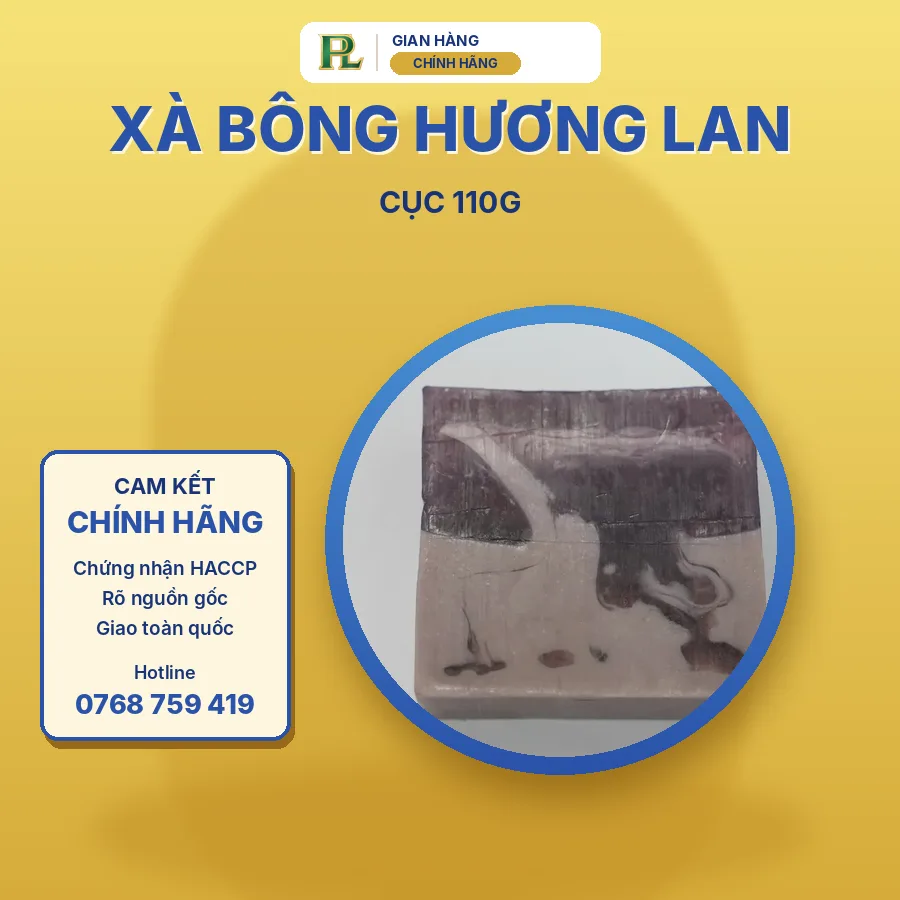 PL
GIAN HÀNG
CHÍNH HÃNG
XÀ BÔNG HƯƠNG LAN
CỤC 110G
CAM KẾT
CHÍNH HÃNG
Chứng nhận HACCP
Rõ nguồn gốc
Giao toàn quốc
Hotline
0768 759 419